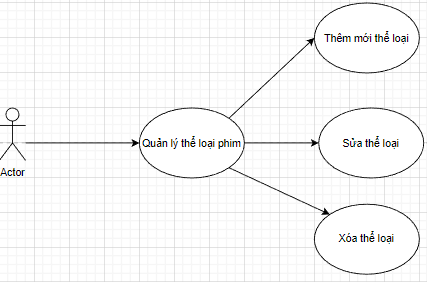 Thêm mới thể loại
Actor
Quản lý thể loại phim
Sửa thể loại
Xóa thể loại